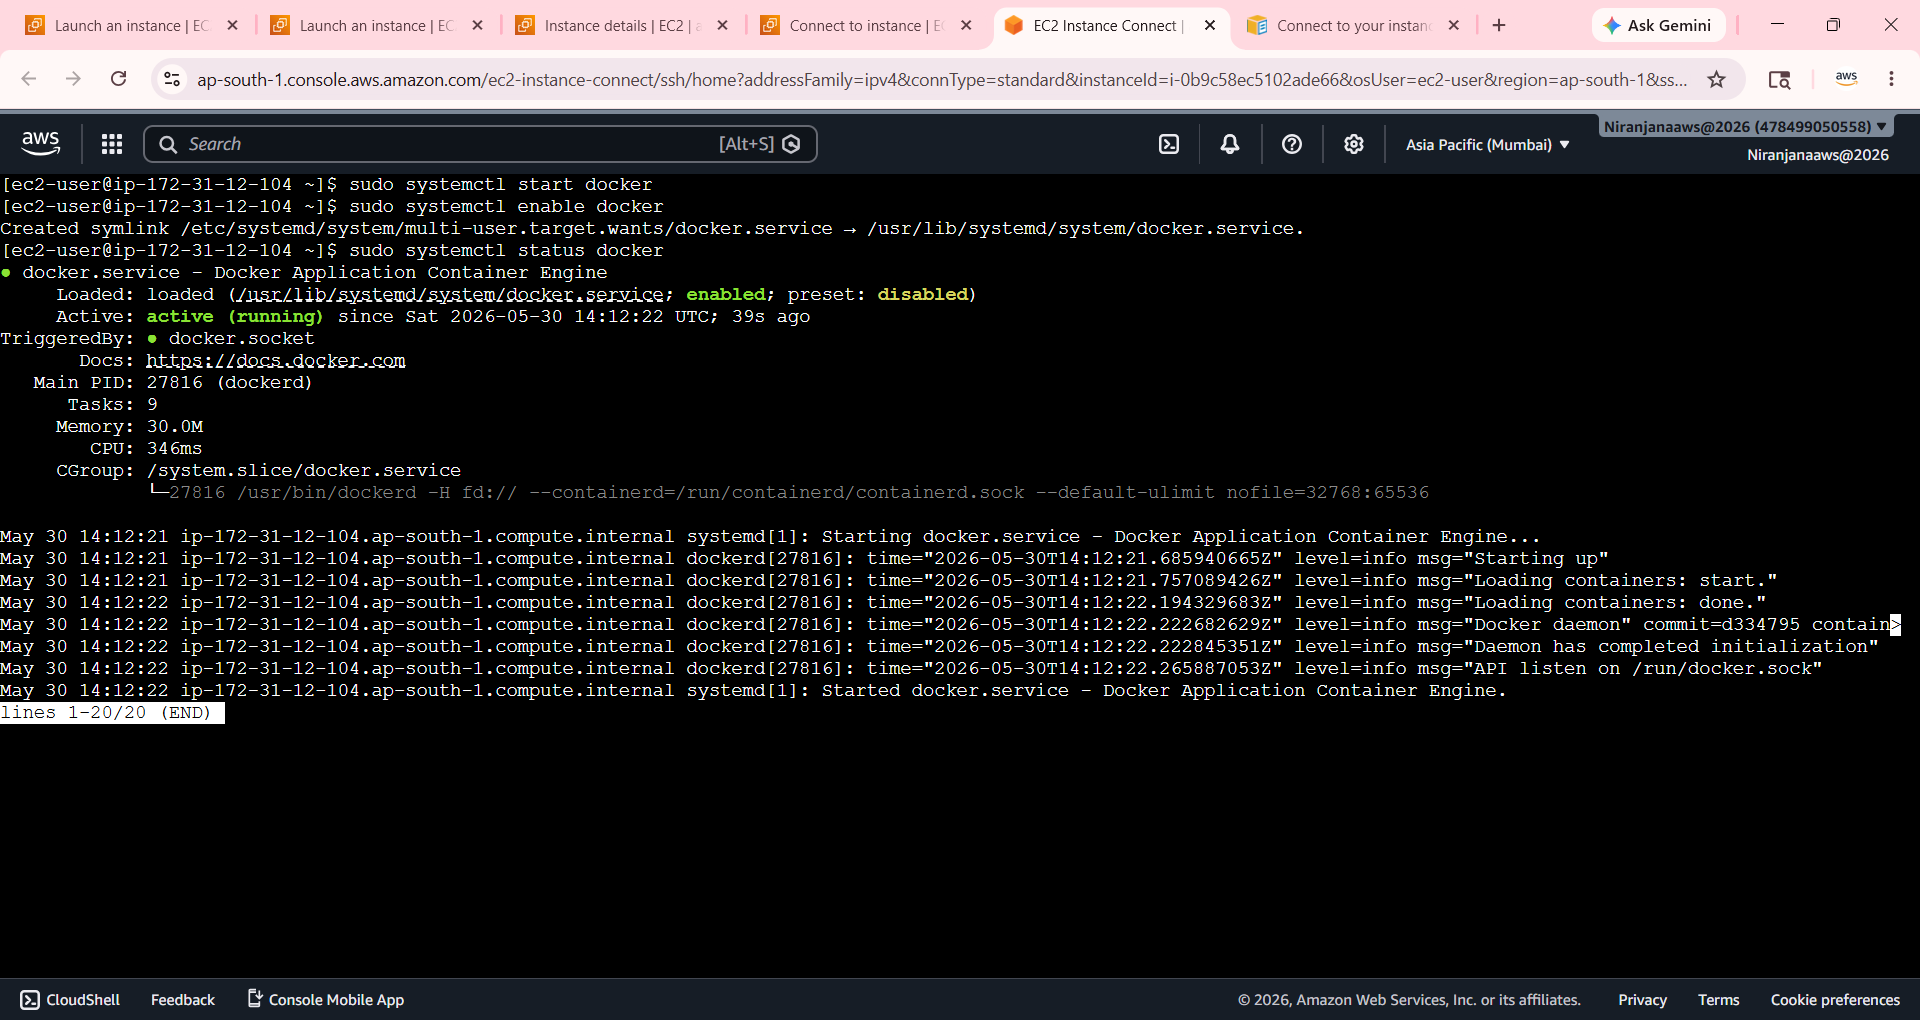 Launch an instance | EC
Launch an instance | EC
Instance details | EC2 | a
Connect to instance | E
EC2 Instance Connect |
Connect to your instan
Ask Gemini
ap-south-1.console.aws.amazon.com/ec2-instance-connect/ssh/home?addressFamily=ipv4&connType=standard&instanceId=i-0b9c58ec5102ade66&osUser=ec2-user&region=ap-south-1&ss...
aws
aws
Search
[Alt+S]
Asia Pacific (Mumbai) ▼
Niranjanaaws@2026 (478499050558) ▼
Niranjanaaws@2026
[ec2-user@ip-172-31-12-104 ~]$ sudo systemctl start docker
[ec2-user@ip-172-31-12-104 ~]$ sudo systemctl enable docker
Created symlink /etc/systemd/system/multi-user.target.wants/docker.service → /usr/lib/systemd/system/docker.service.
[ec2-user@ip-172-31-12-104 ~]$ sudo systemctl status docker
● docker.service - Docker Application Container Engine
Loaded: loaded (/usr/lib/systemd/system/docker.service; enabled; preset: disabled)
Active: active (running) since Sat 2026-05-30 14:12:22 UTC; 39s ago
TriggeredBy: ● docker.socket
Docs: https://docs.docker.com
Main PID: 27816 (dockerd)
Tasks: 9
Memory: 30.0M
CPU: 346ms
CGroup: /system.slice/docker.service
└─27816 /usr/bin/dockerd -H fd:// --containerd=/run/containerd/containerd.sock --default-ulimit nofile=32768:65536
May 30 14:12:21 ip-172-31-12-104.ap-south-1.compute.internal systemd[1]: Starting docker.service - Docker Application Container Engine...
May 30 14:12:21 ip-172-31-12-104.ap-south-1.compute.internal dockerd[27816]: time="2026-05-30T14:12:21.685940665Z" level=info msg="Starting up"
May 30 14:12:21 ip-172-31-12-104.ap-south-1.compute.internal dockerd[27816]: time="2026-05-30T14:12:21.757089426Z" level=info msg="Loading containers: start."
May 30 14:12:22 ip-172-31-12-104.ap-south-1.compute.internal dockerd[27816]: time="2026-05-30T14:12:22.194329683Z" level=info msg="Loading containers: done."
May 30 14:12:22 ip-172-31-12-104.ap-south-1.compute.internal dockerd[27816]: time="2026-05-30T14:12:22.222682629Z" level=info msg="Docker daemon" commit=d334795 contain>
May 30 14:12:22 ip-172-31-12-104.ap-south-1.compute.internal dockerd[27816]: time="2026-05-30T14:12:22.222845351Z" level=info msg="Daemon has completed initialization"
May 30 14:12:22 ip-172-31-12-104.ap-south-1.compute.internal dockerd[27816]: time="2026-05-30T14:12:22.265887053Z" level=info msg="API listen on /run/docker.sock"
May 30 14:12:22 ip-172-31-12-104.ap-south-1.compute.internal systemd[1]: Started docker.service - Docker Application Container Engine.
lines 1-20/20 (END)
CloudShell
Feedback
Console Mobile App
© 2026, Amazon Web Services, Inc. or its affiliates.
Privacy
Terms
Cookie preferences